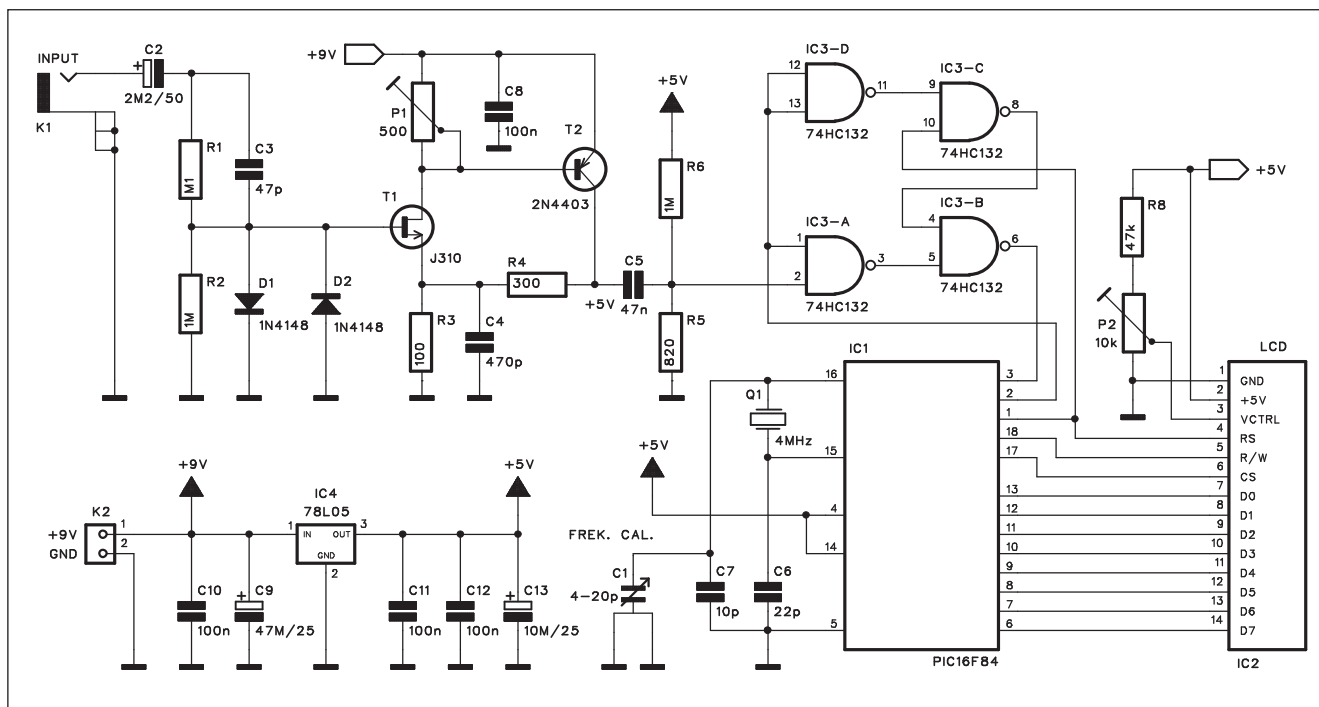 INPUT
K1
C2
+
2M2/50
R1
M1
C3
47p
R2
1M
D1
1N4148
D2
1N4148
+9V
P1
500
C8
100n
T1
J310
T2
2N4403
R3
100
C4
470p
R4
300
+5V
C5
47n
+5V
R6
1M
R5
820
IC3-D
12
13
11
74HC132
IC3-C
9
10
8
74HC132
IC3-A
1
2
3
74HC132
IC3-B
4
5
6
74HC132
+5V
R8
47k
P2
10k
LCD
1 GND
2 +5V
3 VCTRL
4 RS
5 R/W
6 CS
7 D0
8 D1
9 D2
10 D3
11 D4
12 D5
13 D6
14 D7
IC2
IC1
16
15
4
14
5
3
2
1
18
17
13
12
11
10
9
8
7
6
PIC16F84
Q1
4MHz
+5V
FREK. CAL.
C1
4-20p
C7
10p
C6
22p
K2
+9V 1
GND 2
+9V
C10
100n
+
C9
47M/25
IC4
78L05
1 IN OUT 3
GND
2
+5V
C11
100n
C12
100n
+
C13
10M/25